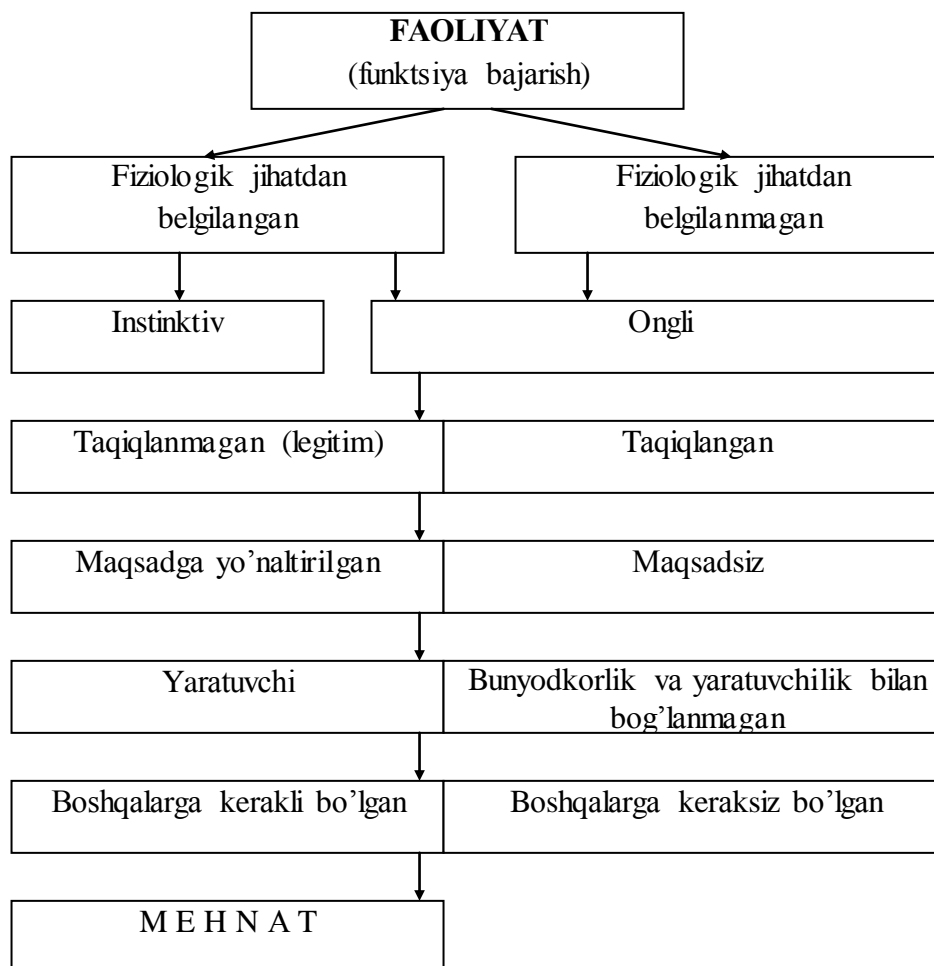 FAOLIYAT
(funktsiya bajarish)
Fiziologik jihatdan
belgilangan
Fiziologik jihatdan
belgilanmagan
Instinktiv
Ongli
Taqiqlanmagan (legitim)
Taqiqlangan
Maqsadga yo’naltirilgan
Maqsadsiz
Yaratuvchi
Bunyodkorlik va yaratuvchilik bilan
bog’lanmagan
Boshqalarga kerakli bo’lgan
Boshqalarga keraksiz bo’lgan
M E H N A T